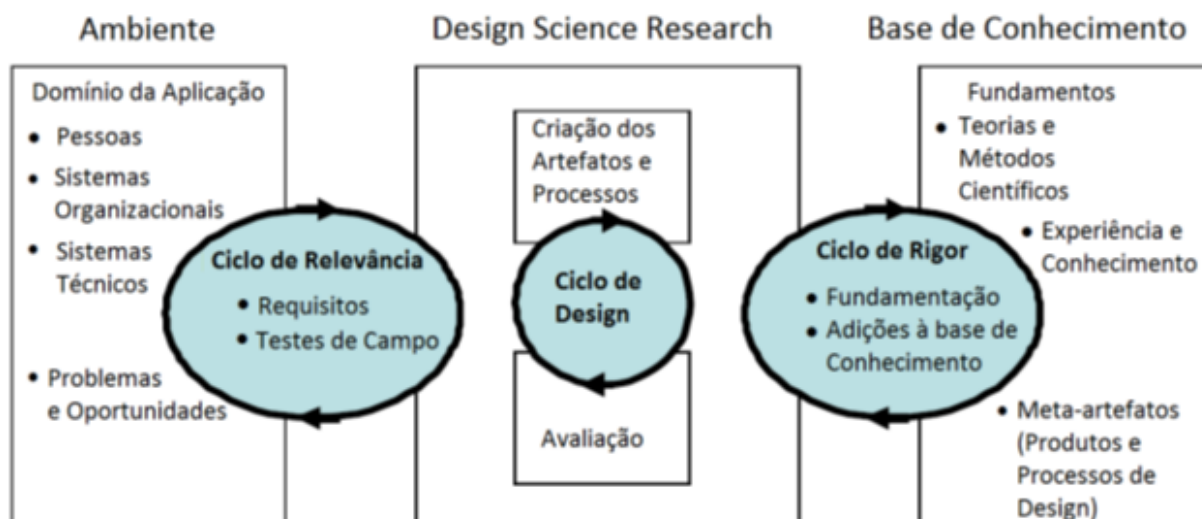 Ambiente
Design Science Research
Base de Conhecimento
Domínio da Aplicação
• Pessoas
• Sistemas
Organizacionais
• Sistemas
Técnicos
• Problemas
e Oportunidades
Ciclo de Relevância
• Requisitos
• Testes de Campo
Criação dos
Artefatos e
Processos
Ciclo de
Design
Avaliação
Ciclo de Rigor
• Fundamentação
• Adições à base de
Conhecimento
Fundamentos
• Teorias e
Métodos
Científicos
• Experiência e
Conhecimento
• Meta-artefatos
(Produtos e
Processos de
Design)